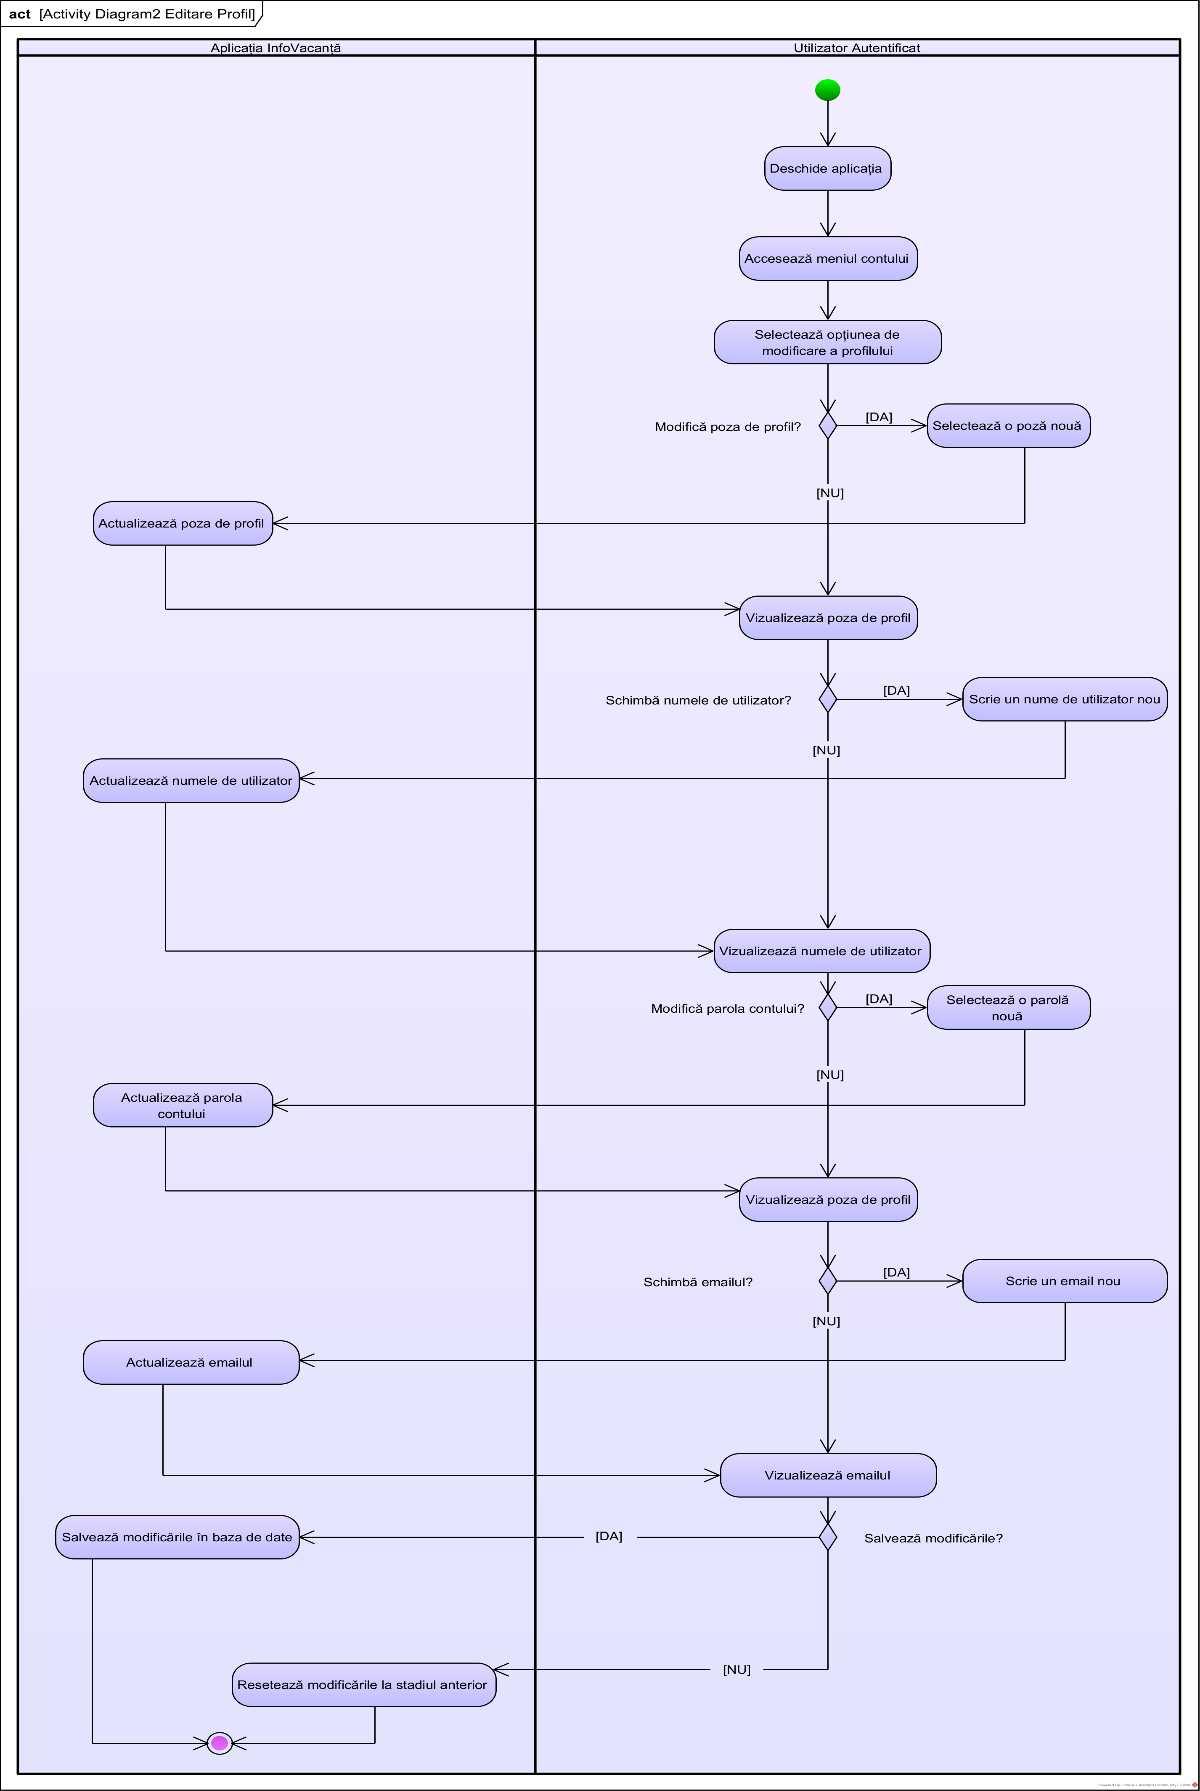 act [Activity Diagram2 Editare Profil]
Aplicația InfoVacanță
Utilizator Autentificat
Deschide aplicația
Accesează meniul contului
Selectează opțiunea de
modificare a profilului
Modifică poza de profil?
[DA]
Selectează o poză nouă
[NU]
Actualizează poza de profil
Vizualizează poza de profil
Schimbă numele de utilizator?
[DA]
Scrie un nume de utilizator nou
[NU]
Actualizează numele de utilizator
Vizualizează numele de utilizator
Modifică parola contului?
[DA]
Selectează o parolă
nouă
[NU]
Actualizează parola
contului
Vizualizează poza de profil
Schimbă emailul?
[DA]
Scrie un email nou
[NU]
Actualizează emailul
Vizualizează emailul
Salvează modificările în baza de date
[DA]
Salvează modificările?
[NU]
Resetează modificările la stadiul anterior